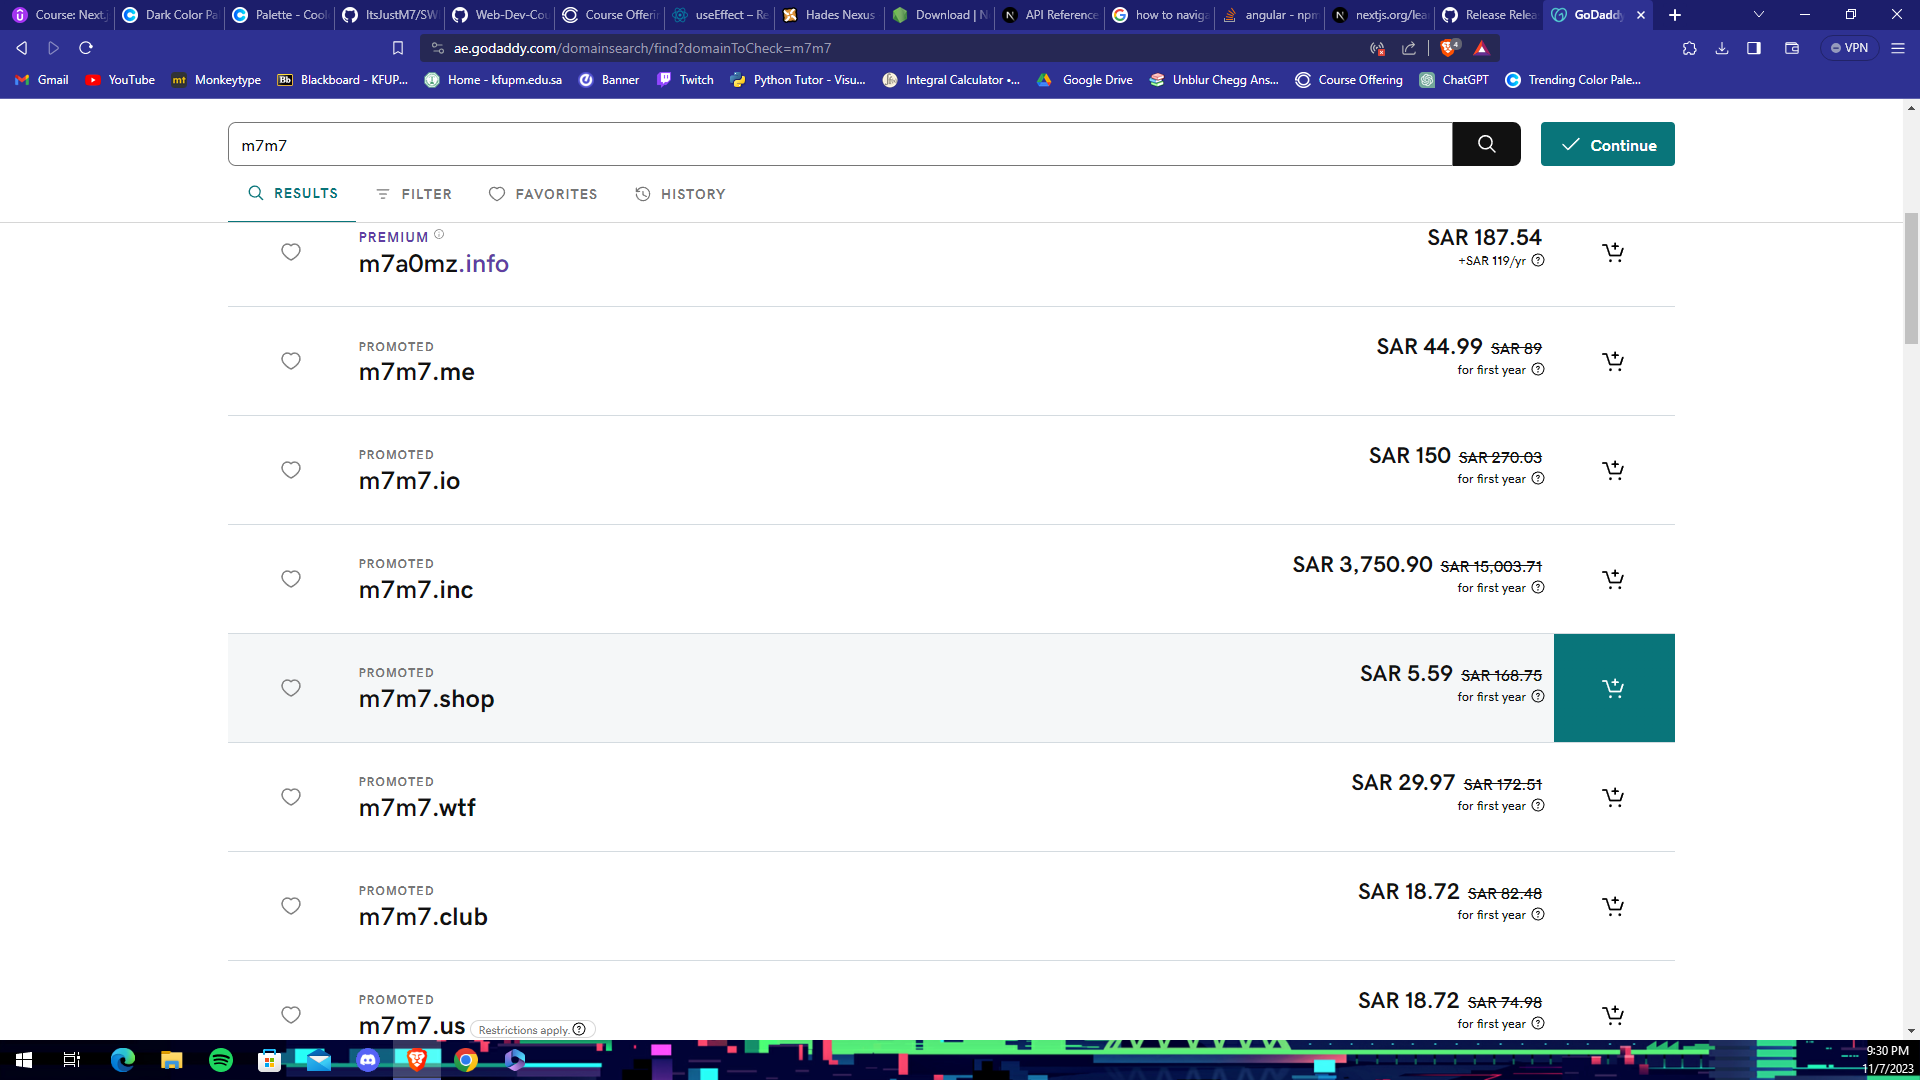 Course: Next.j
Dark Color Pa
Palette - Cool
ItsJustM7/SW
Web-Dev-Cou
Course Offerin
useEffect – Re
Hades Nexus
Download | N
API Reference
how to naviga
angular - npm
nextjs.org/lea
Release Relea
GoDaddy
ae.godaddy.com/domainsearch/find?domainToCheck=m7m7
4
VPN
Gmail
YouTube
mt Monkeytype
Bb Blackboard - KFUP...
Home - kfupm.edu.sa
Banner
Twitch
Python Tutor - Visu...
Integral Calculator •...
Google Drive
Unblur Chegg Ans...
Course Offering
ChatGPT
Trending Color Pale...
m7m7
Continue
RESULTS
FILTER
FAVORITES
HISTORY
PREMIUM
m7a0mz.info
SAR 187.54
+SAR 119/yr
PROMOTED
m7m7.me
SAR 44.99 SAR 89
for first year
PROMOTED
m7m7.io
SAR 150 SAR 270.03
for first year
PROMOTED
m7m7.inc
SAR 3,750.90 SAR 15,003.71
for first year
PROMOTED
m7m7.shop
SAR 5.59 SAR 168.75
for first year
PROMOTED
m7m7.wtf
SAR 29.97 SAR 172.51
for first year
PROMOTED
m7m7.club
SAR 18.72 SAR 82.48
for first year
PROMOTED
m7m7.us Restrictions apply.
SAR 18.72 SAR 74.98
for first year
9:30 PM
11/7/2023